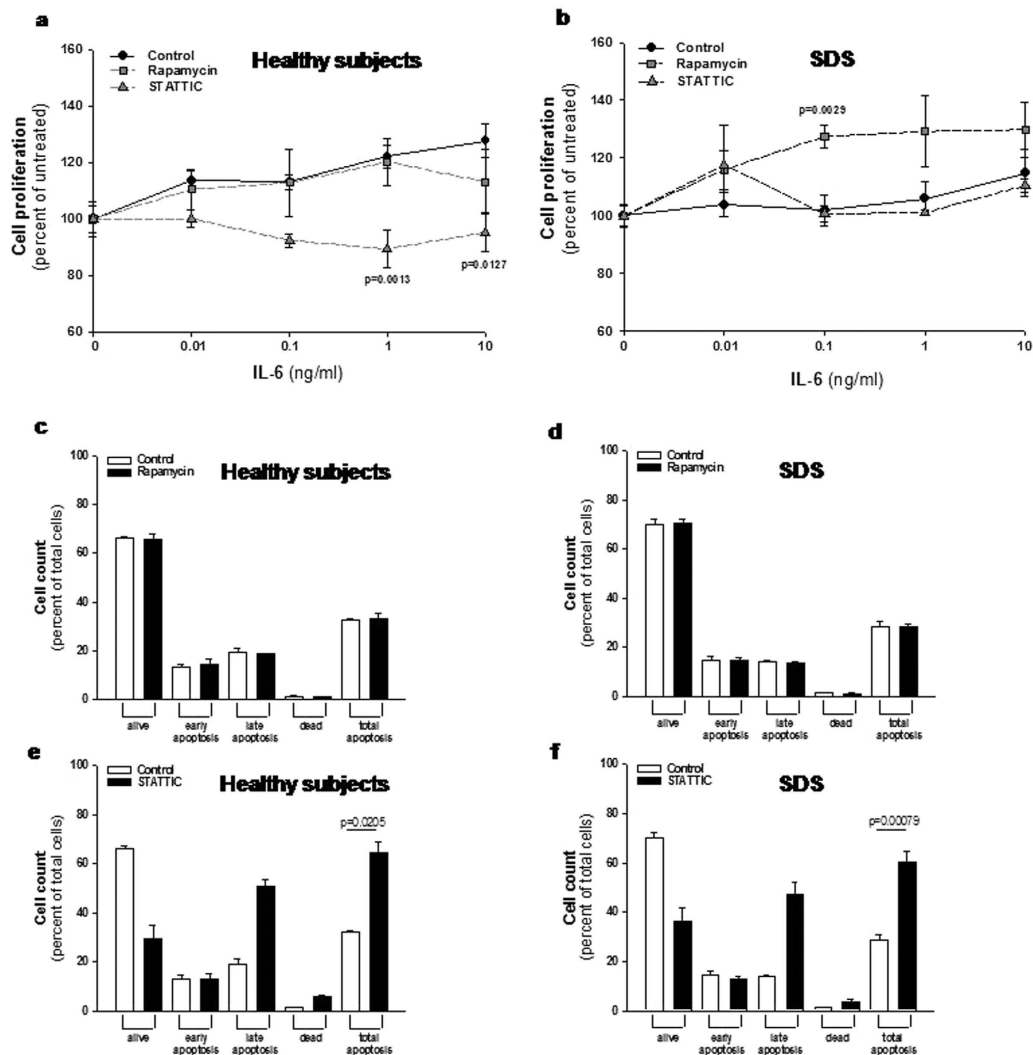 a
Healthy subjects
Control
Rapamycin
STATTIC
160
140
120
100
80
60
Cell proliferation
(percent of untreated)
p=0.0013
p=0.0127
0
0.01
0.1
1
10
IL-6 (ng/ml)
b
SDS
Control
Rapamycin
STATTIC
160
140
120
100
80
60
Cell proliferation
(percent of untreated)
p=0.0029
0
0.01
0.1
1
10
IL-6 (ng/ml)
c
Healthy subjects
Control
Rapamycin
100
80
60
40
20
0
Cell count
(percent of total cells)
alive
early
apoptosis
late
apoptosis
dead
total
apoptosis
d
SDS
Control
Rapamycin
100
80
60
40
20
0
Cell count
(percent of total cells)
alive
early
apoptosis
late
apoptosis
dead
total
apoptosis
e
Healthy subjects
Control
STATTIC
100
80
60
40
20
0
Cell count
(percent of total cells)
p=0.0205
alive
early
apoptosis
late
apoptosis
dead
total
apoptosis
f
SDS
Control
STATTIC
100
80
60
40
20
0
Cell count
(percent of total cells)
p=0.00079
alive
early
apoptosis
late
apoptosis
dead
total
apoptosis